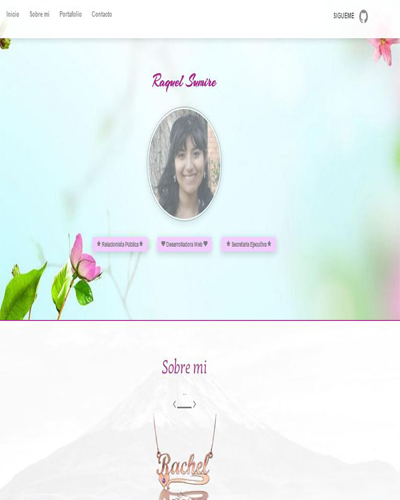 Inicio Sobre mi Portafolio Contacto SIGUEME
Raquel Sumire
★ Relacionista Pública ★ ♥ Desarrolladora Web ♥ ★ Secretaria Ejecutiva ★
Sobre mi
Rachel